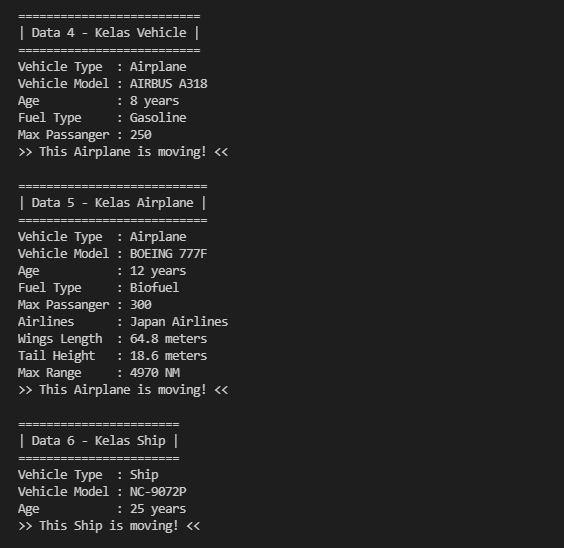 ==========================
| Data 4 - Kelas Vehicle |
==========================
Vehicle Type  : Airplane
Vehicle Model : AIRBUS A318
Age           : 8 years
Fuel Type     : Gasoline
Max Passanger : 250
>> This Airplane is moving! <<

===========================
| Data 5 - Kelas Airplane |
===========================
Vehicle Type  : Airplane
Vehicle Model : BOEING 777F
Age           : 12 years
Fuel Type     : Biofuel
Max Passanger : 300
Airlines      : Japan Airlines
Wings Length  : 64.8 meters
Tail Height   : 18.6 meters
Max Range     : 4970 NM
>> This Airplane is moving! <<

=======================
| Data 6 - Kelas Ship |
=======================
Vehicle Type  : Ship
Vehicle Model : NC-9072P
Age           : 25 years
>> This Ship is moving! <<